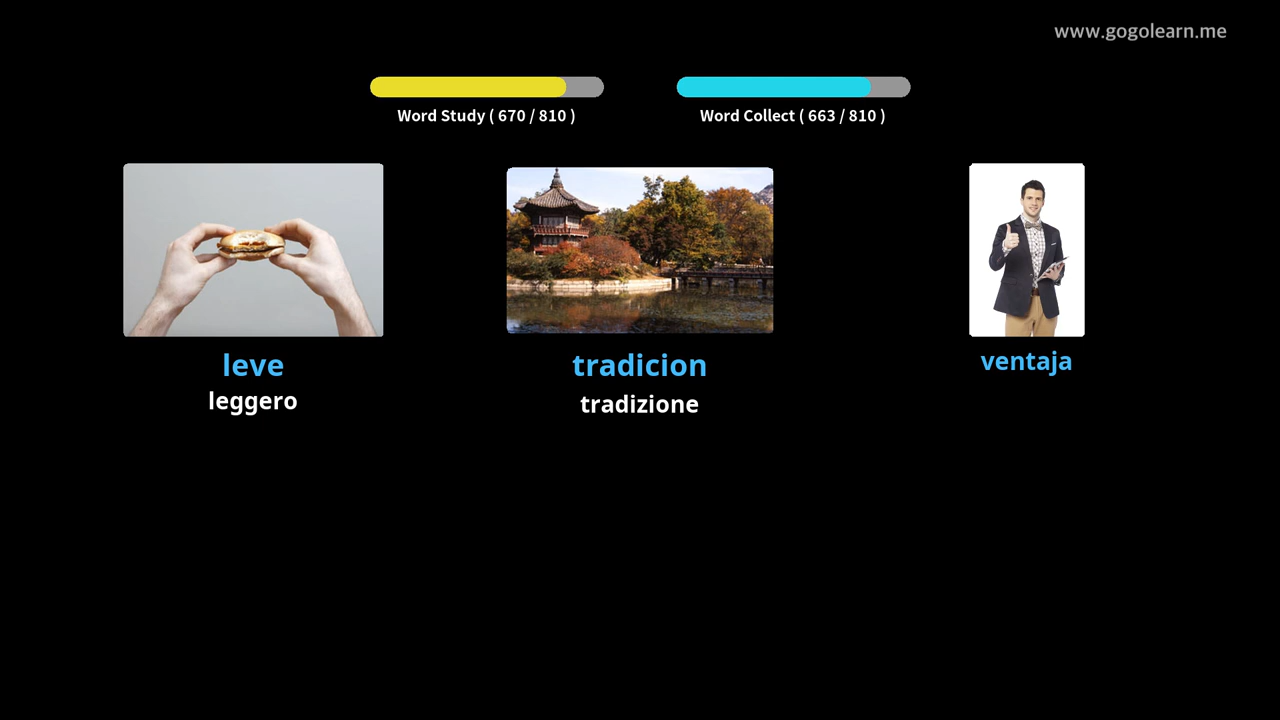 www.gogolearn.me
Word Study ( 670 / 810 )
Word Collect ( 663 / 810 )
leve
leggero
tradicion
tradizione
ventaja